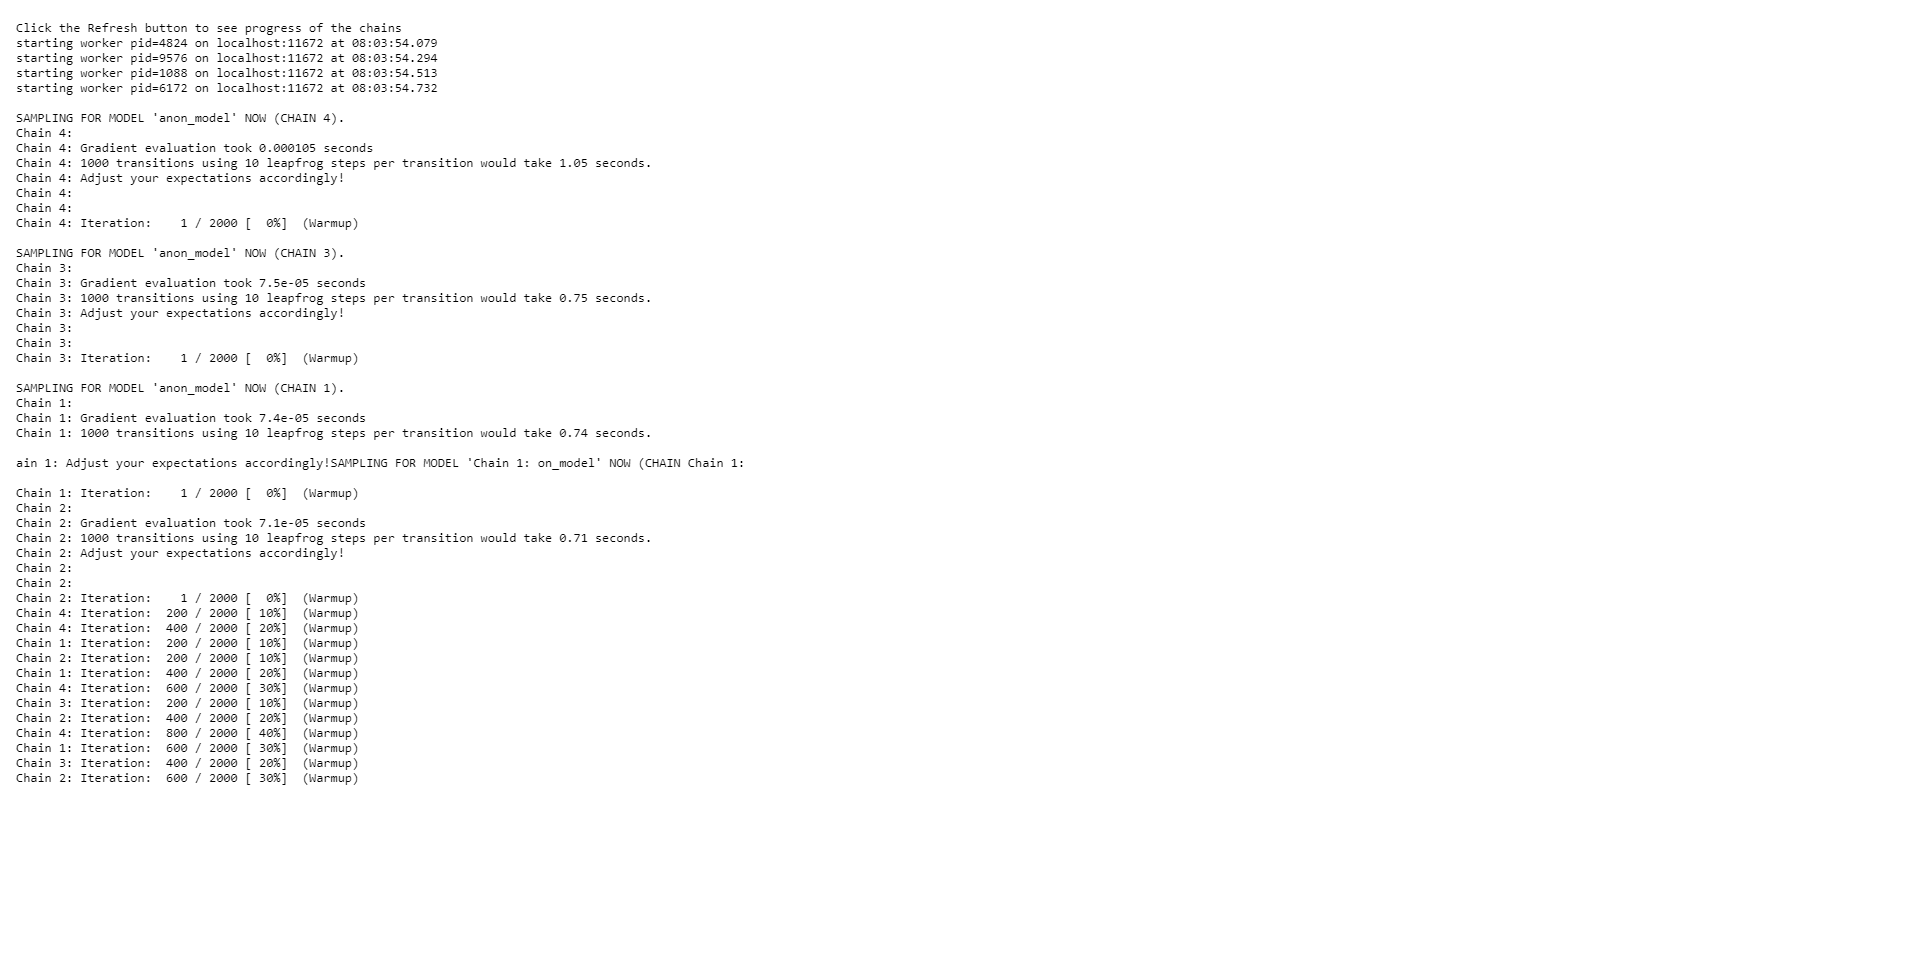 Click the Refresh button to see progress of the chains
starting worker pid=4824 on localhost:11672 at 08:03:54.079
starting worker pid=9576 on localhost:11672 at 08:03:54.294
starting worker pid=1088 on localhost:11672 at 08:03:54.513
starting worker pid=6172 on localhost:11672 at 08:03:54.732

SAMPLING FOR MODEL 'anon_model' NOW (CHAIN 4).
Chain 4:
Chain 4: Gradient evaluation took 0.000105 seconds
Chain 4: 1000 transitions using 10 leapfrog steps per transition would take 1.05 seconds.
Chain 4: Adjust your expectations accordingly!
Chain 4:
Chain 4:
Chain 4: Iteration:    1 / 2000 [  0%]  (Warmup)

SAMPLING FOR MODEL 'anon_model' NOW (CHAIN 3).
Chain 3:
Chain 3: Gradient evaluation took 7.5e-05 seconds
Chain 3: 1000 transitions using 10 leapfrog steps per transition would take 0.75 seconds.
Chain 3: Adjust your expectations accordingly!
Chain 3:
Chain 3:
Chain 3: Iteration:    1 / 2000 [  0%]  (Warmup)

SAMPLING FOR MODEL 'anon_model' NOW (CHAIN 1).
Chain 1:
Chain 1: Gradient evaluation took 7.4e-05 seconds
Chain 1: 1000 transitions using 10 leapfrog steps per transition would take 0.74 seconds.

ain 1: Adjust your expectations accordingly!SAMPLING FOR MODEL 'Chain 1: on_model' NOW (CHAIN Chain 1:

Chain 1: Iteration:    1 / 2000 [  0%]  (Warmup)
Chain 2:
Chain 2: Gradient evaluation took 7.1e-05 seconds
Chain 2: 1000 transitions using 10 leapfrog steps per transition would take 0.71 seconds.
Chain 2: Adjust your expectations accordingly!
Chain 2:
Chain 2:
Chain 2: Iteration:    1 / 2000 [  0%]  (Warmup)
Chain 4: Iteration:  200 / 2000 [ 10%]  (Warmup)
Chain 4: Iteration:  400 / 2000 [ 20%]  (Warmup)
Chain 1: Iteration:  200 / 2000 [ 10%]  (Warmup)
Chain 2: Iteration:  200 / 2000 [ 10%]  (Warmup)
Chain 1: Iteration:  400 / 2000 [ 20%]  (Warmup)
Chain 4: Iteration:  600 / 2000 [ 30%]  (Warmup)
Chain 3: Iteration:  200 / 2000 [ 10%]  (Warmup)
Chain 2: Iteration:  400 / 2000 [ 20%]  (Warmup)
Chain 4: Iteration:  800 / 2000 [ 40%]  (Warmup)
Chain 1: Iteration:  600 / 2000 [ 30%]  (Warmup)
Chain 3: Iteration:  400 / 2000 [ 20%]  (Warmup)
Chain 2: Iteration:  600 / 2000 [ 30%]  (Warmup)